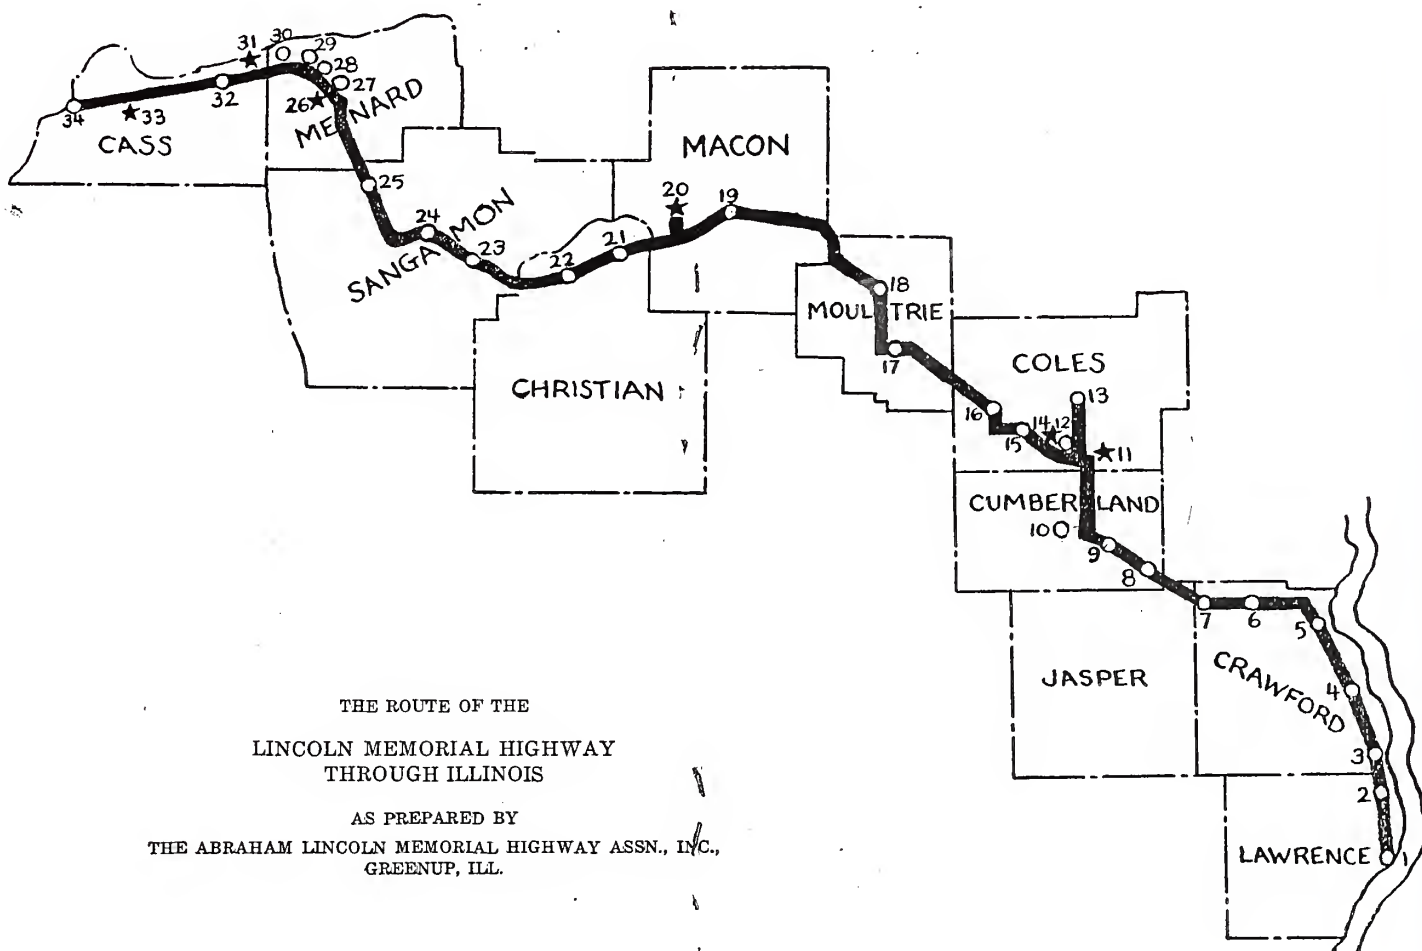 30
31
29
28
27
32
26
34
33
CASS
MENARD
MACON
25
20
19
24
SANGAMON
23
21
22
18
MOULTRIE
17
COLES
CHRISTIAN
13
16
14
12
15
11
CUMBERLAND
10
9
8
7
6
5
JASPER
CRAWFORD
4
3
2
LAWRENCE
1
THE ROUTE OF THE
LINCOLN MEMORIAL HIGHWAY
THROUGH ILLINOIS
AS PREPARED BY
THE ABRAHAM LINCOLN MEMORIAL HIGHWAY ASSN., INC.,
GREENUP, ILL.